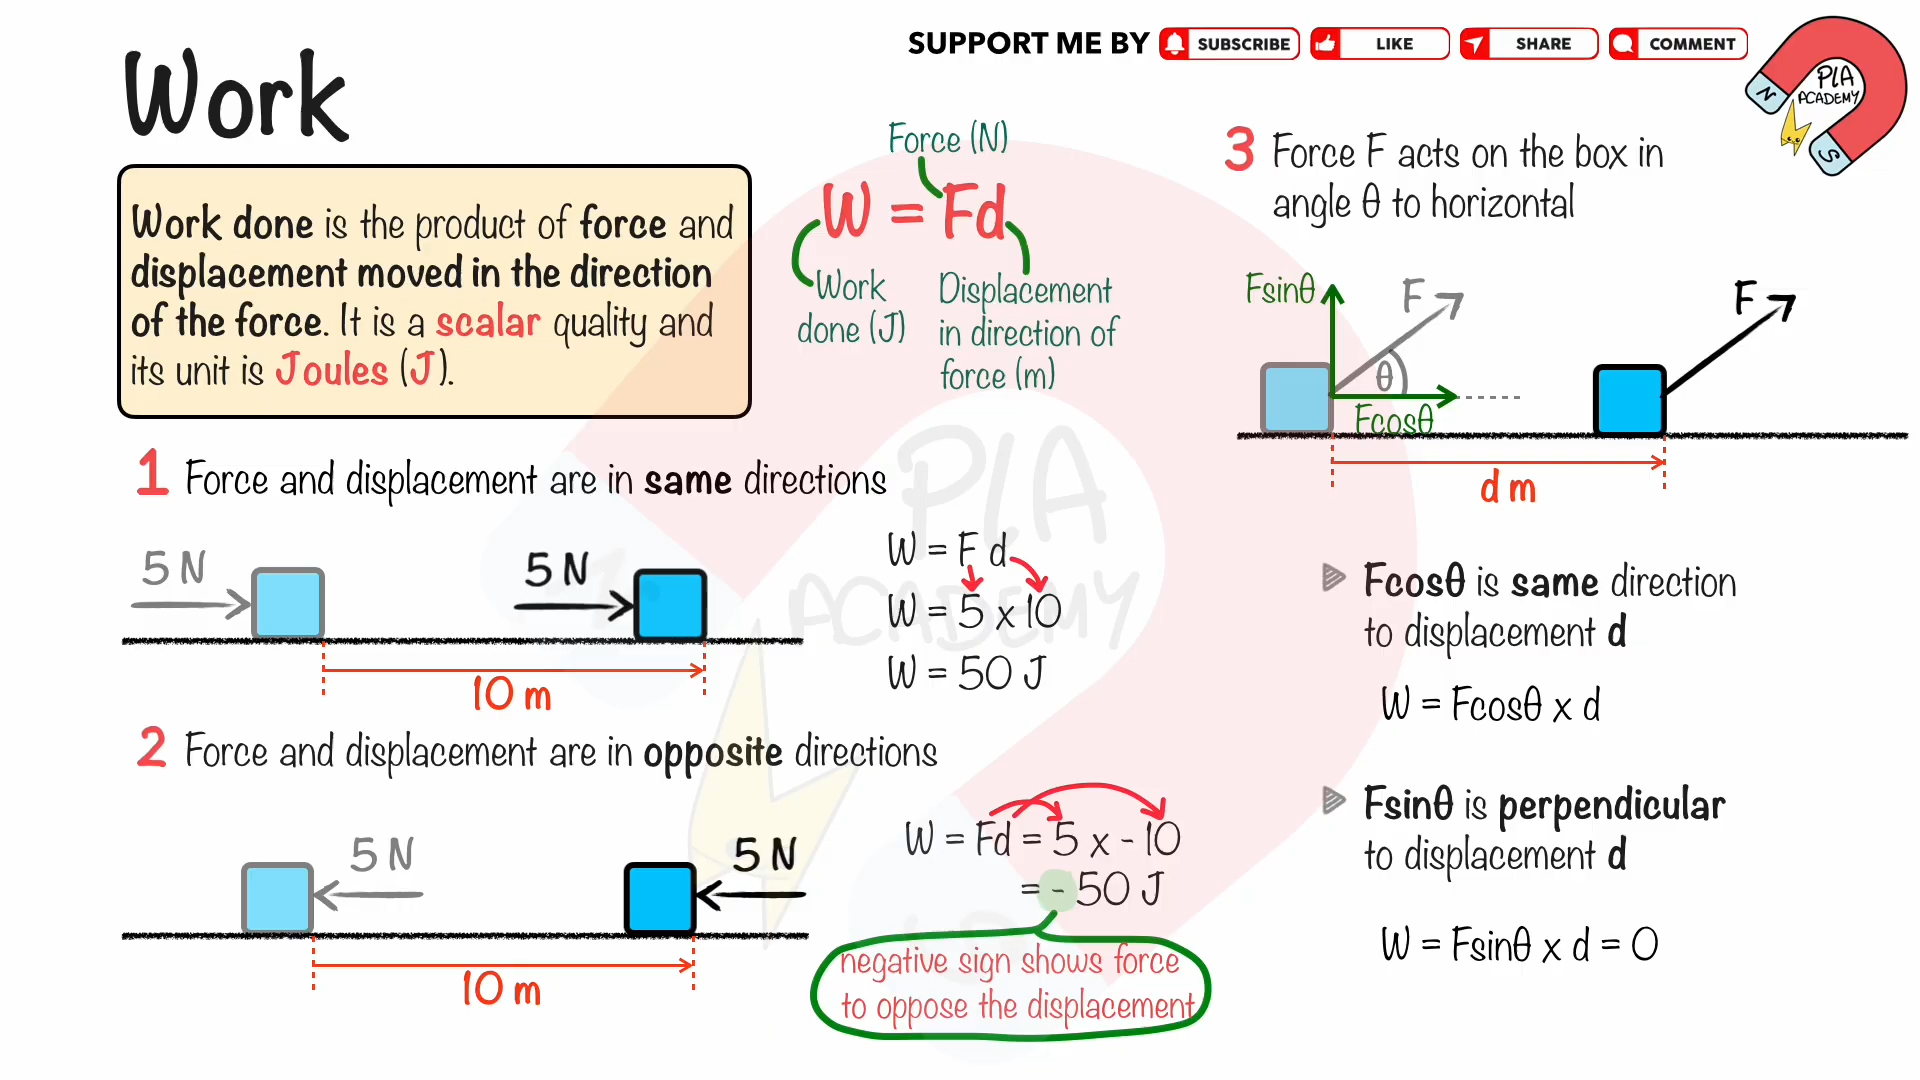 SUPPORT ME BY SUBSCRIBE LIKE SHARE COMMENT
PLA
ACADEMY
N
S
Work
Work done is the product of force and
displacement moved in the direction
of the force. It is a scalar quality and
its unit is Joules (J).
Force (N)
W = Fd
Work
done (J)
Displacement
in direction of
force (m)
1 Force and displacement are in same directions
5 N
5 N
10 m
W = F d
W = 5 x 10
W = 50 J
2 Force and displacement are in opposite directions
5 N
5 N
10 m
W = Fd = 5 x - 10
= - 50 J
negative sign shows force
to oppose the displacement
3 Force F acts on the box in
angle θ to horizontal
Fsinθ
F
θ
Fcosθ
F
d m
Fcosθ is same direction
to displacement d
W = Fcosθ x d
Fsinθ is perpendicular
to displacement d
W = Fsinθ x d = 0
PLA
ACADEMY